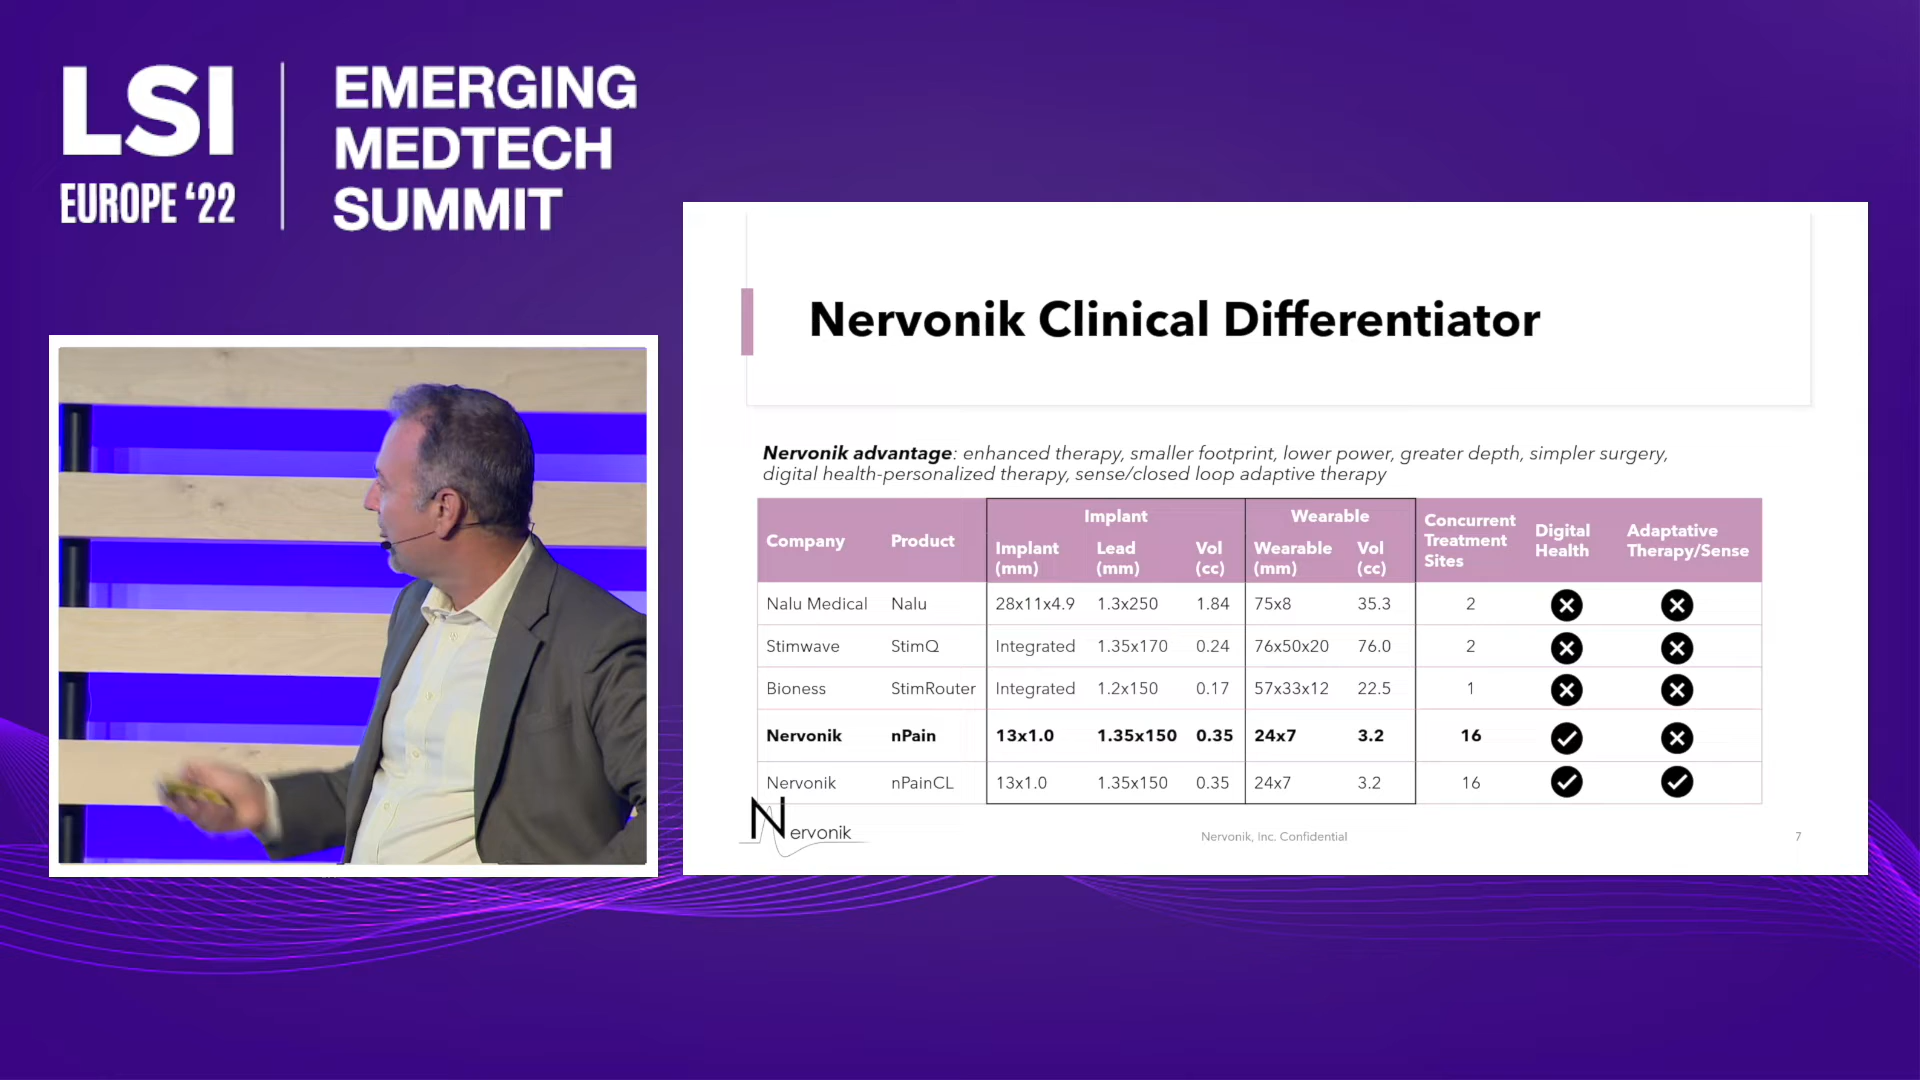 LSI
EUROPE ‘22
EMERGING
MEDTECH
SUMMIT
Nervonik Clinical Differentiator
Nervonik advantage: enhanced therapy, smaller footprint, lower power, greater depth, simpler surgery,
digital health-personalized therapy, sense/closed loop adaptive therapy
Company Product Implant Wearable Concurrent Treatment Sites Digital Health Adaptative Therapy/Sense
Implant (mm) Lead (mm) Vol (cc) Wearable (mm) Vol (cc)
Nalu Medical Nalu 28x11x4.9 1.3x250 1.84 75x8 35.3 2
Stimwave StimQ Integrated 1.35x170 0.24 76x50x20 76.0 2
Bioness StimRouter Integrated 1.2x150 0.17 57x33x12 22.5 1
Nervonik nPain 13x1.0 1.35x150 0.35 24x7 3.2 16
Nervonik nPainCL 13x1.0 1.35x150 0.35 24x7 3.2 16
Nervonik
Nervonik, Inc. Confidential
7